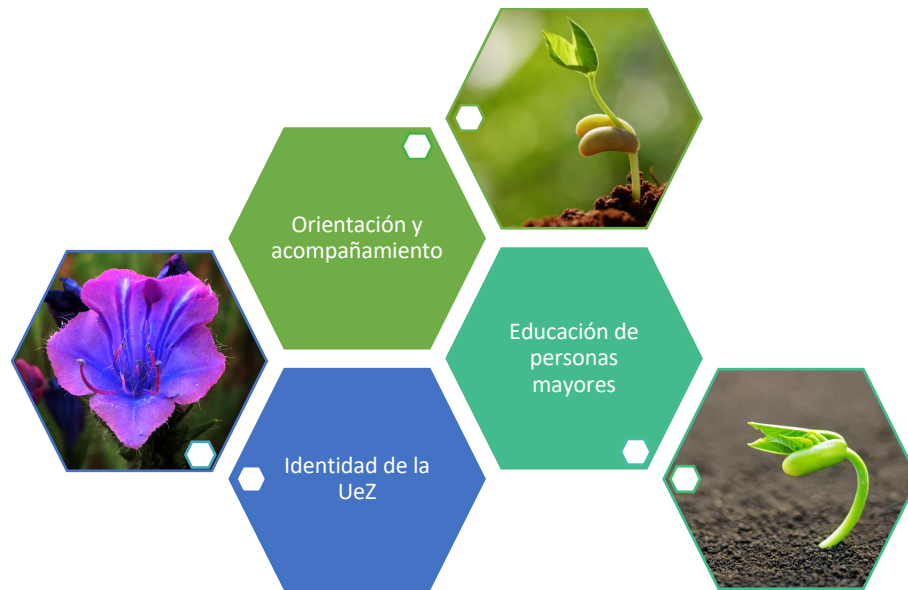 Orientación y
acompañamiento
Educación de
personas
mayores
Identidad de la
UeZ